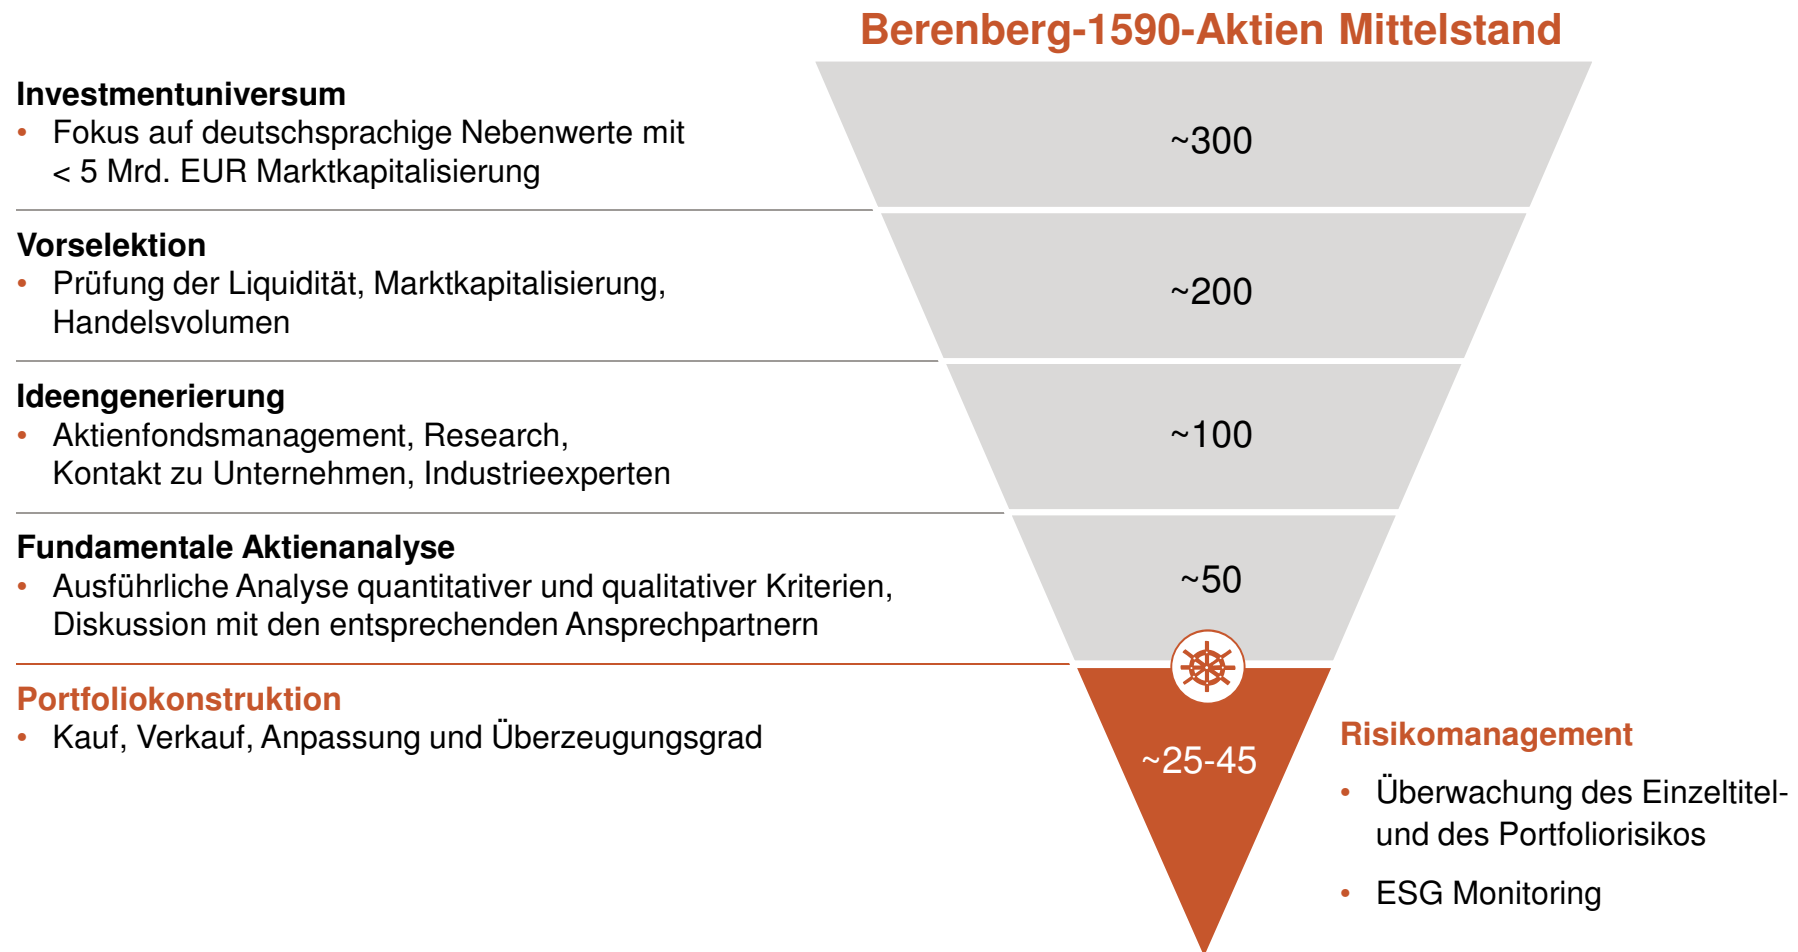 Berenberg-1590-Aktien Mittelstand
Investmentuniversum
• Fokus auf deutschsprachige Nebenwerte mit
< 5 Mrd. EUR Marktkapitalisierung
~300
Vorselektion
• Prüfung der Liquidität, Marktkapitalisierung,
Handelsvolumen
~200
Ideengenerierung
• Aktienfondsmanagement, Research,
Kontakt zu Unternehmen, Industrieexperten
~100
Fundamentale Aktienanalyse
• Ausführliche Analyse quantitativer und qualitativer Kriterien,
Diskussion mit den entsprechenden Ansprechpartnern
~50
Portfoliokonstruktion
• Kauf, Verkauf, Anpassung und Überzeugungsgrad
~25-45
Risikomanagement
• Überwachung des Einzeltitel-
und des Portfoliorisikos
• ESG Monitoring